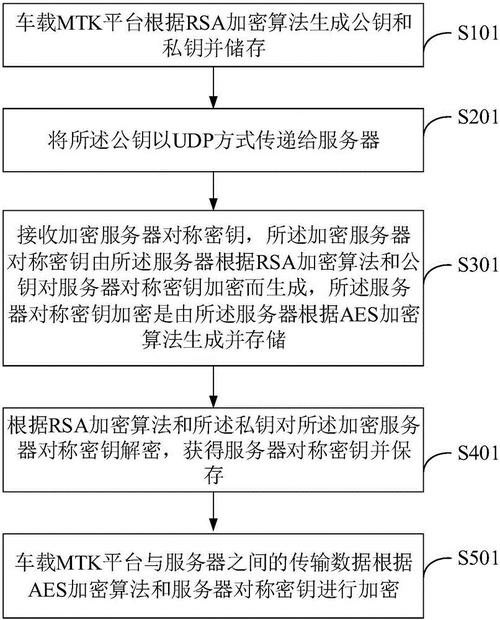 车载MTK平台根据RSA加密算法生成公钥和
私钥并储存
S101
将所述公钥以UDP方式传递给服务器
S201
接收加密服务器对称密钥，所述加密服务器
对称密钥由所述服务器根据RSA加密算法和公
钥对服务器对称密钥加密而生成，所述服务
器对称密钥加密是由所述服务器根据AES加密
算法生成并存储
S301
根据RSA加密算法和所述私钥对所述加密服务
器对称密钥解密，获得服务器对称密钥并保
存
S401
车载MTK平台与服务器之间的传输数据根据
AES加密算法和服务器对称密钥进行加密
S501